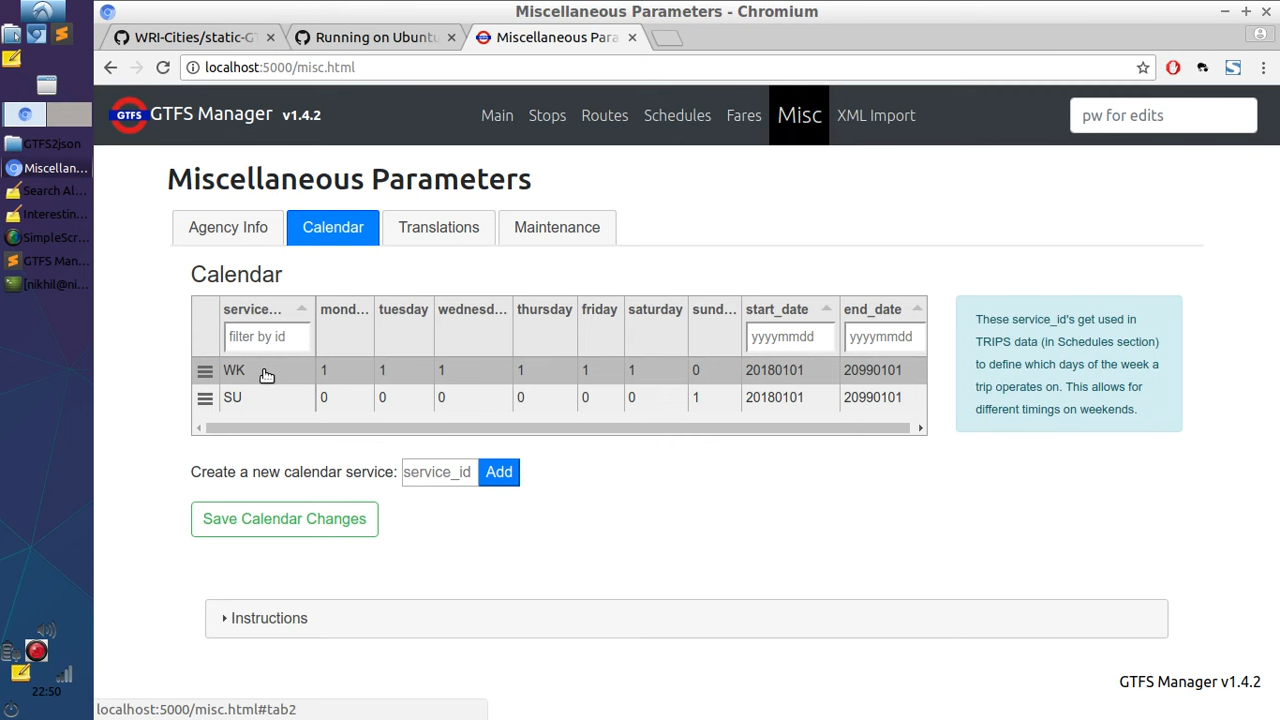 Miscellaneous Parameters - Chromium
WRI-Cities/static-GT
Running on Ubuntu
Miscellaneous Para
localhost:5000/misc.html
GTFS
GTFS Manager v1.4.2
Main
Stops
Routes
Schedules
Fares
Misc
XML Import
pw for edits
GTFS2json
Miscellan...
Search Al...
Interestin...
SimpleScr...
GTFS Man...
[nikhil@ni...
22:50
Miscellaneous Parameters
Agency Info
Calendar
Translations
Maintenance
Calendar
service... mond... tuesday wednesd... thursday friday saturday sund... start_date end_date
filter by id yyyymmdd yyyymmdd
WK 1 1 1 1 1 1 0 20180101 20990101
SU 0 0 0 0 0 0 1 20180101 20990101
These service_id's get used in
TRIPS data (in Schedules section)
to define which days of the week a
trip operates on. This allows for
different timings on weekends.
Create a new calendar service: service_id Add
Save Calendar Changes
Instructions
GTFS Manager v1.4.2
localhost:5000/misc.html#tab2